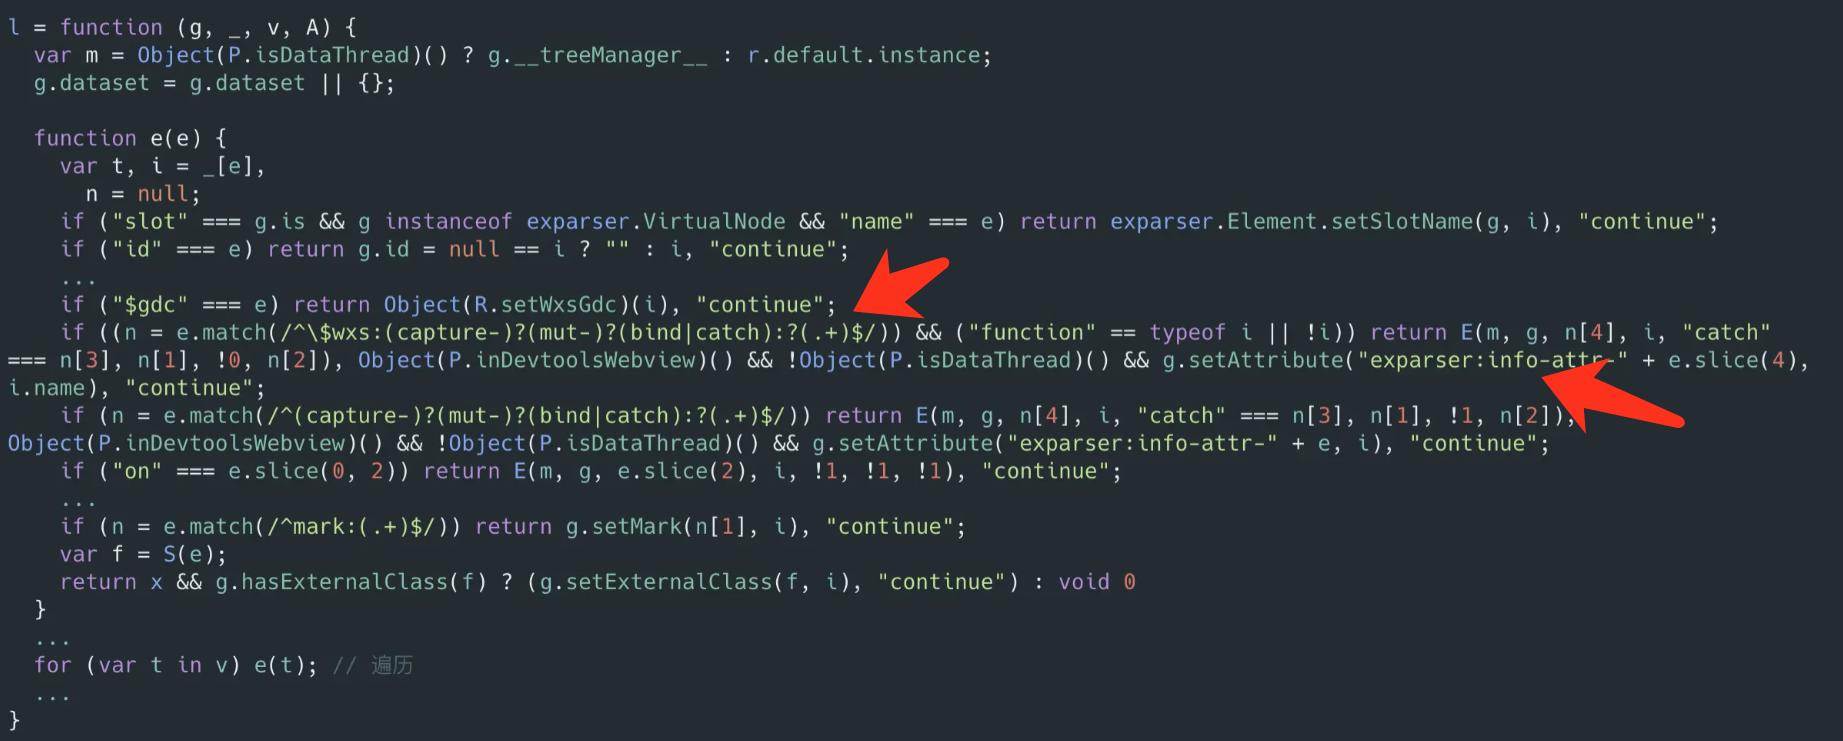 l = function (g, _, v, A) {
  var m = Object(P.isDataThread)() ? g.__treeManager__ : r.default.instance;
  g.dataset = g.dataset || {};

  function e(e) {
    var t, i = _[e],
      n = null;
    if ("slot" === g.is && g instanceof exparser.VirtualNode && "name" === e) return exparser.Element.setSlotName(g, i), "continue";
    if ("id" === e) return g.id = null == i ? "" : i, "continue";
    ...
    if ("$gdc" === e) return Object(R.setWxsGdc)(i), "continue";
    if ((n = e.match(/^\$wxs:(capture-)?(mut-)?(bind|catch):?(.+)$/)) && ("function" == typeof i || !i)) return E(m, g, n[4], i, "catch"
=== n[3], n[1], !0, n[2]), Object(P.inDevtoolsWebview)() && !Object(P.isDataThread)() && g.setAttribute("exparser:info-attr-" + e.slice(4),
i.name), "continue";
    if (n = e.match(/^(capture-)?(mut-)?(bind|catch):?(.+)$/)) return E(m, g, n[4], i, "catch" === n[3], n[1], !1, n[2]),
Object(P.inDevtoolsWebview)() && !Object(P.isDataThread)() && g.setAttribute("exparser:info-attr-" + e, i), "continue";
    if ("on" === e.slice(0, 2)) return E(m, g, e.slice(2), i, !1, !1, !1), "continue";
    ...
    if (n = e.match(/^mark:(.+)$/)) return g.setMark(n[1], i), "continue";
    var f = S(e);
    return x && g.hasExternalClass(f) ? (g.setExternalClass(f, i), "continue") : void 0
  }
  ...
  for (var t in v) e(t); // 遍历
  ...
}